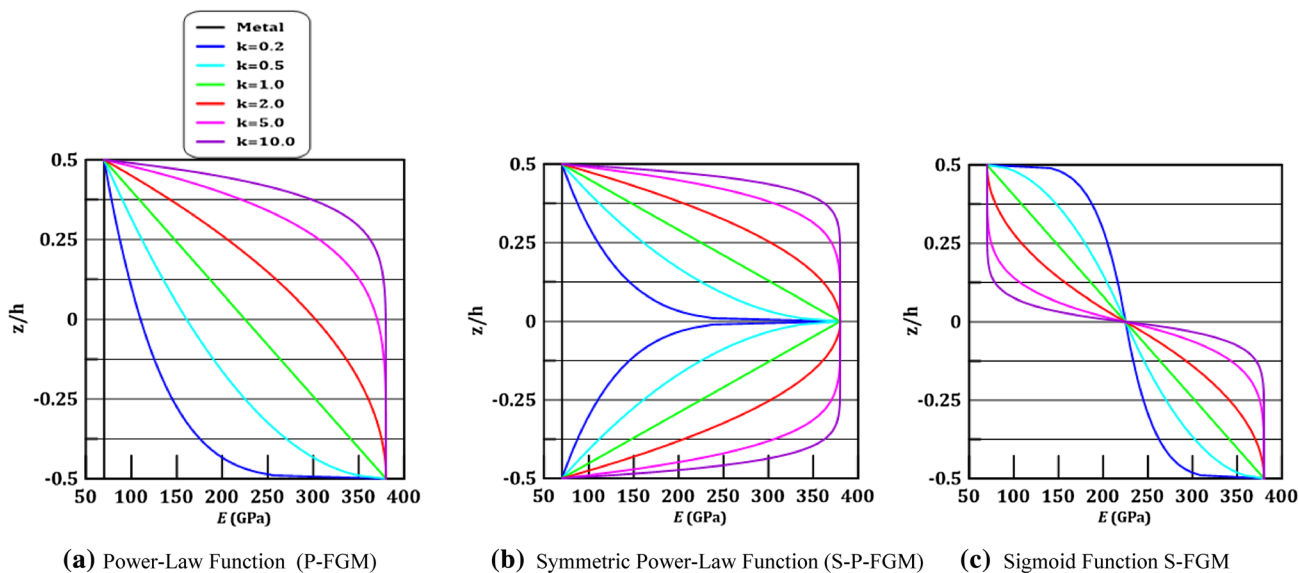 Metal
k=0.2
k=0.5
k=1.0
k=2.0
k=5.0
k=10.0
0.5
0.25
0
-0.25
-0.5
z/h
50 100 150 200 250 300 350 400
E (GPa)
(a) Power-Law Function (P-FGM)
0.5
0.25
0
-0.25
-0.5
z/h
50 100 150 200 250 300 350 400
E (GPa)
(b) Symmetric Power-Law Function (S-P-FGM)
0.5
0.25
0
-0.25
-0.5
z/h
50 100 150 200 250 300 350 400
E (GPa)
(c) Sigmoid Function S-FGM